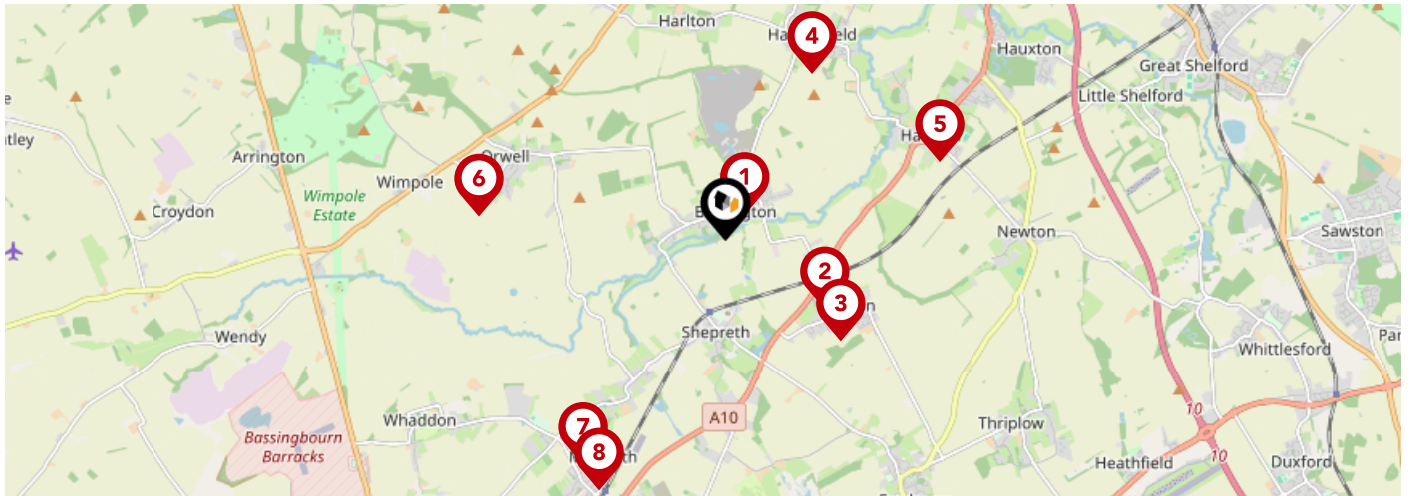 Harlton
4
Hauxton
Great Shelford
Little Shelford
5
Arrington
Orwell
Wimpole
6
1
Wimpole
Estate
Croydon
Newton
Sawston
2
3
Shepreth
Wendy
Whittlesford
Whaddon
A10
10
Thriplow
7
8
Bassingbourn
Barracks
Heathfield
10
Duxford